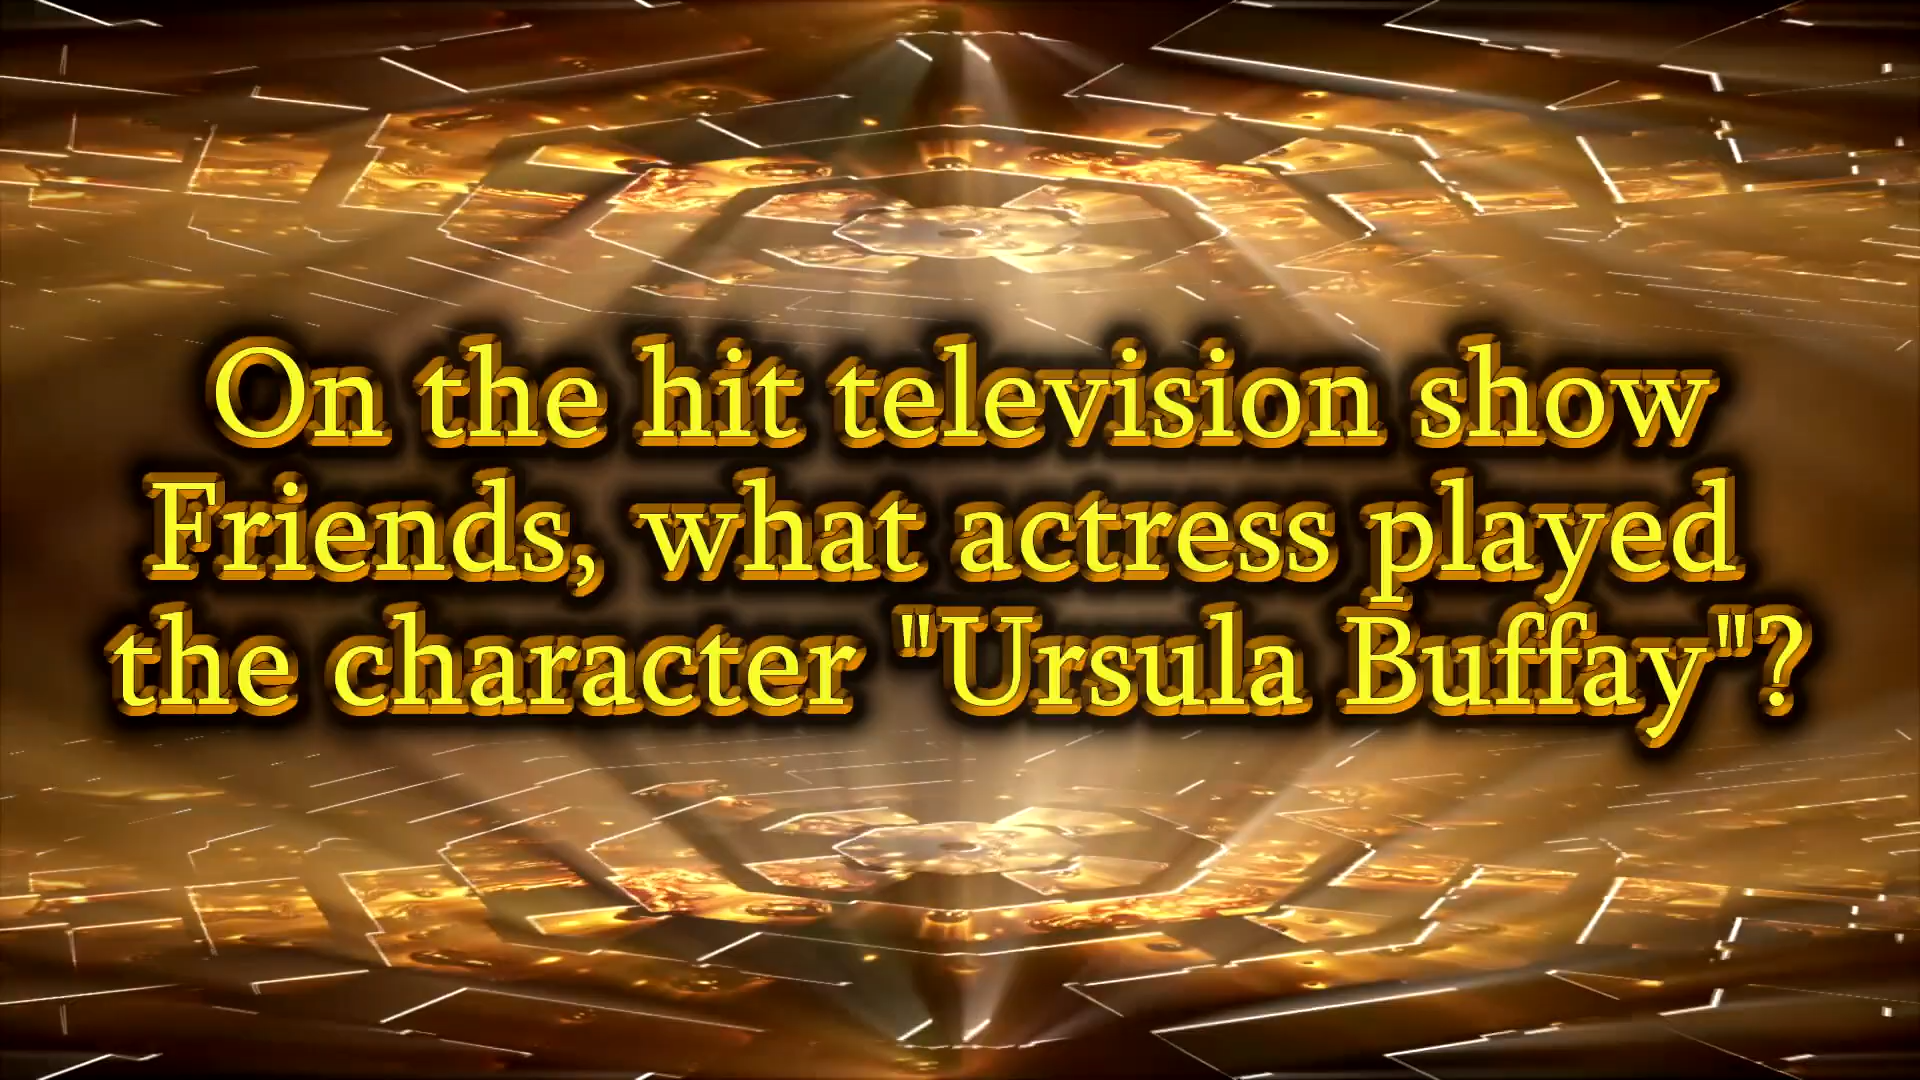 On the hit television show
Friends, what actress played
the character "Ursula Buffay"?